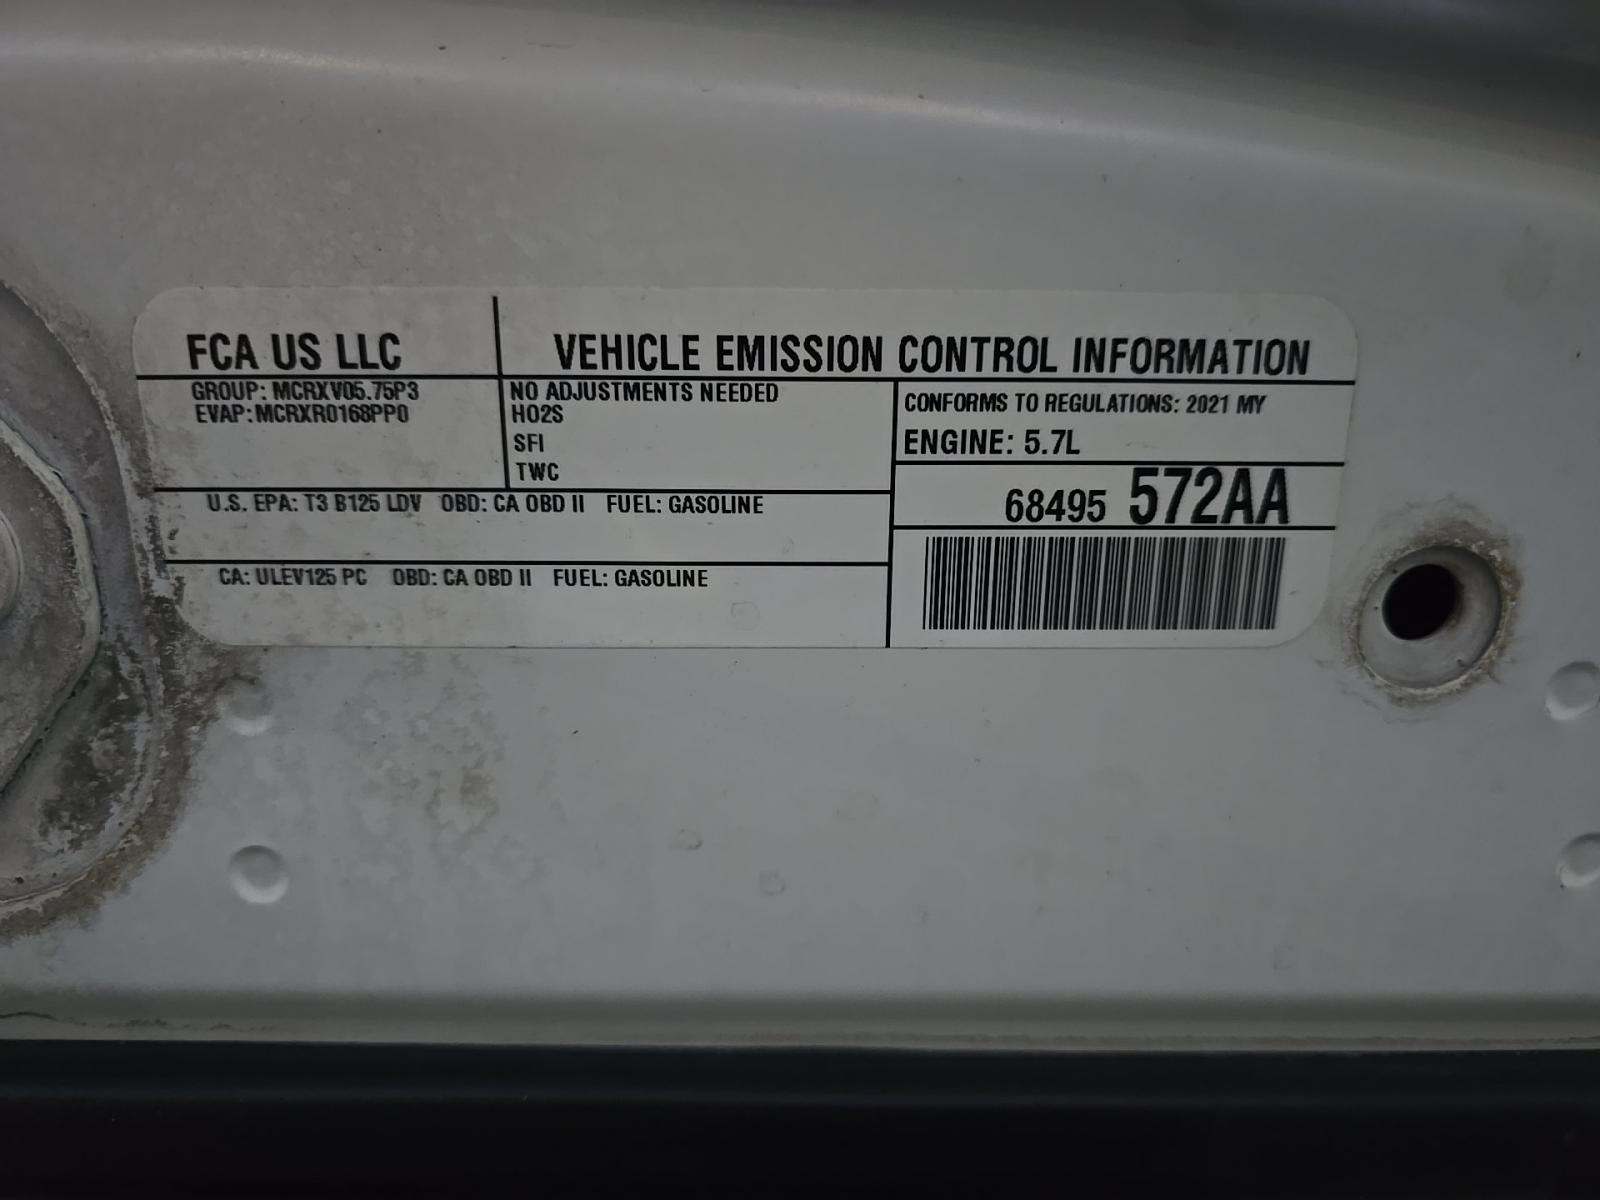 FCA US LLC
VEHICLE EMISSION CONTROL INFORMATION
GROUP: MCRXV05.75P3
EVAP: MCRXR0168PP0
NO ADJUSTMENTS NEEDED
HO2S
SFI
TWC
CONFORMS TO REGULATIONS: 2021 MY
ENGINE: 5.7L
68495 572AA
U.S. EPA: T3 B125 LDV OBD: CA OBD II FUEL: GASOLINE
CA: ULEV125 PC OBD: CA OBD II FUEL: GASOLINE